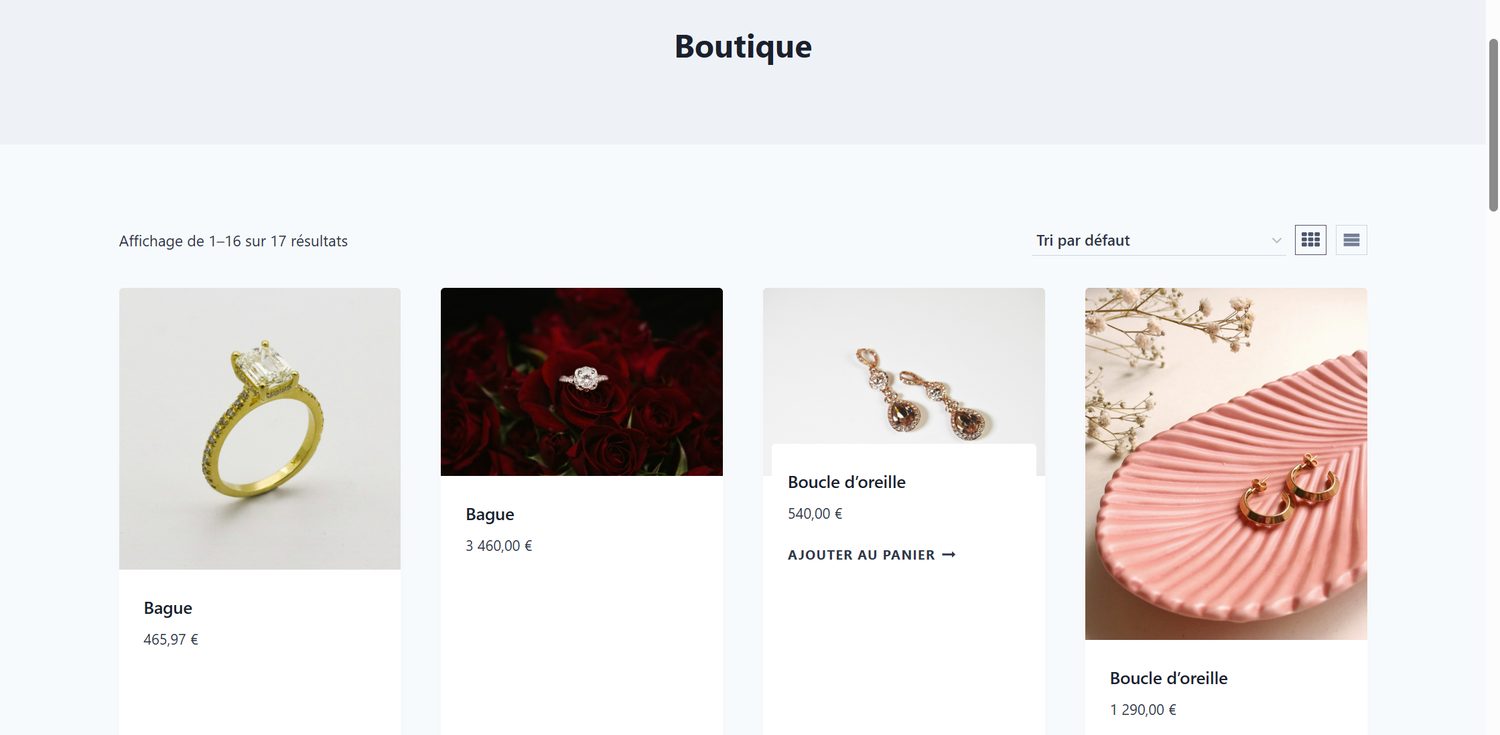 Boutique
Affichage de 1–16 sur 17 résultats
Tri par défaut
Bague
465,97 €
Bague
3 460,00 €
Boucle d’oreille
540,00 €
AJOUTER AU PANIER
Boucle d’oreille
1 290,00 €